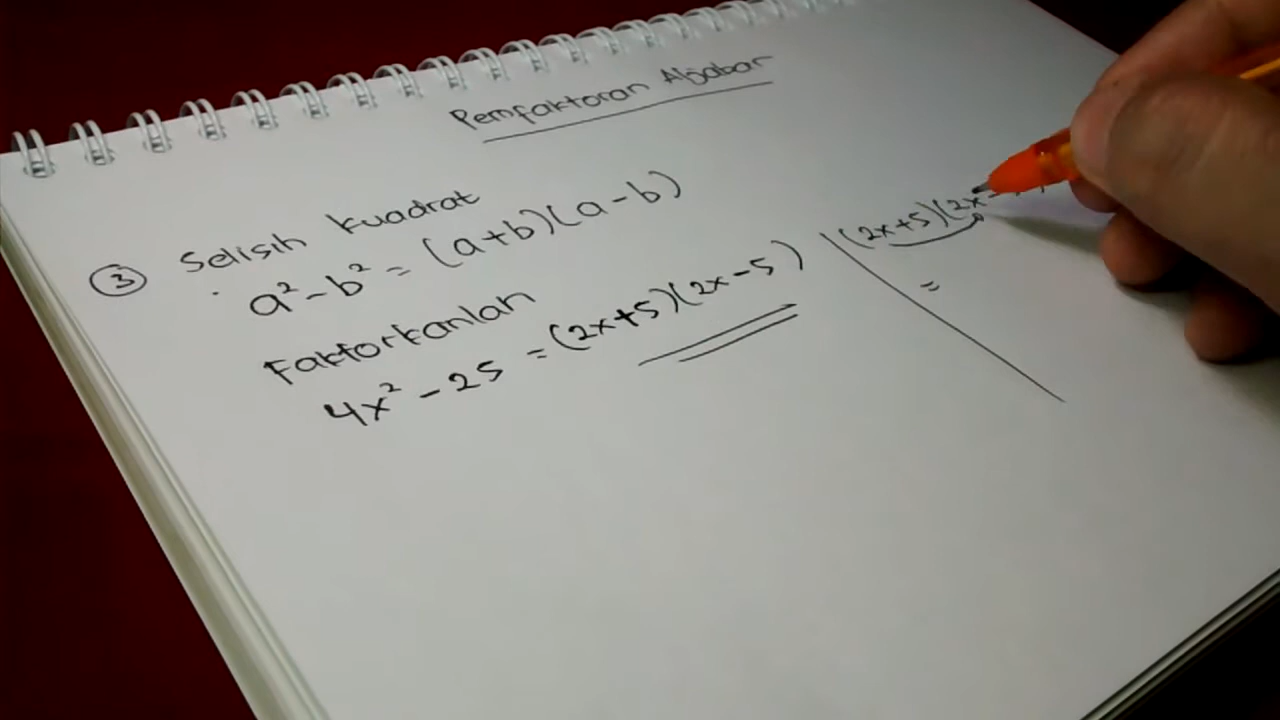 Pemfaktoran Aljabar
③ Selisih kuadrat
a² - b² = (a+b)(a-b)
Faktorkanlah
4x² - 25 = (2x+5)(2x-5)
(2x+5)(2x-
=